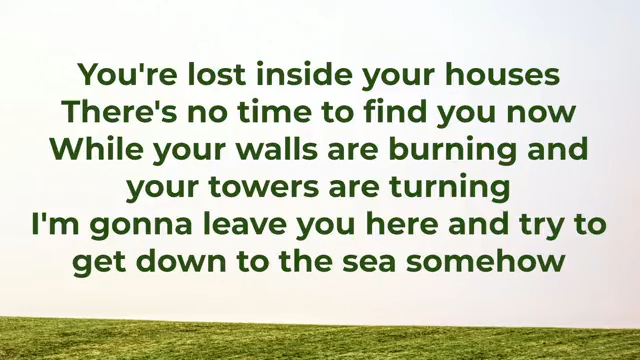 You're lost inside your houses
There's no time to find you now
While your walls are burning and
your towers are turning
I'm gonna leave you here and try to
get down to the sea somehow